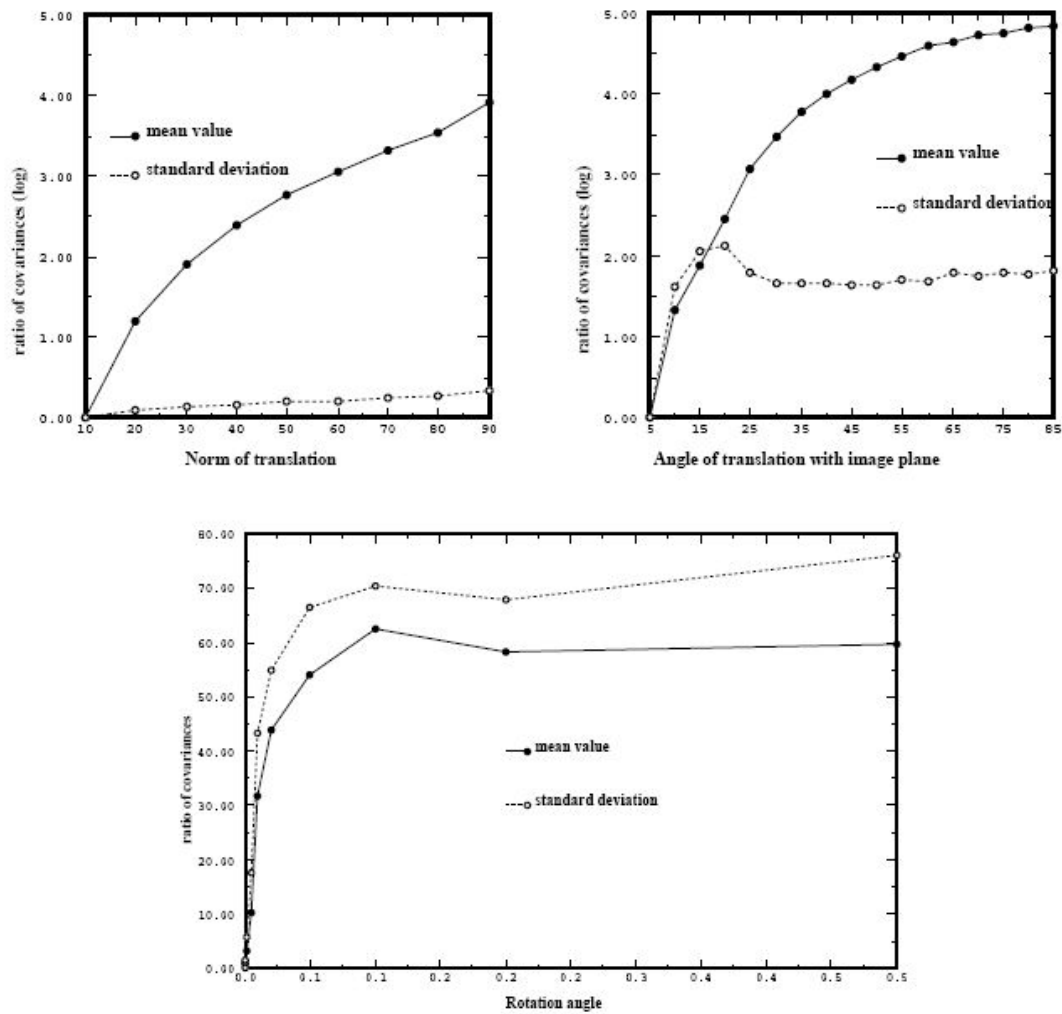 5.00
4.00
3.00
2.00
1.00
0.00
ratio of covariances (log)
mean value
standard deviation
10 20 30 40 50 60 70 80 90
Norm of translation
5.00
4.00
3.00
2.00
1.00
0.00
ratio of covariances (log)
mean value
standard deviation
5 15 25 35 45 55 65 75 85
Angle of translation with image plane
80.00
70.00
60.00
50.00
40.00
30.00
20.00
10.00
0.00
ratio of covariances
mean value
standard deviation
0.0 0.1 0.1 0.2 0.2 0.3 0.3 0.4 0.4 0.5 0.5
Rotation angle